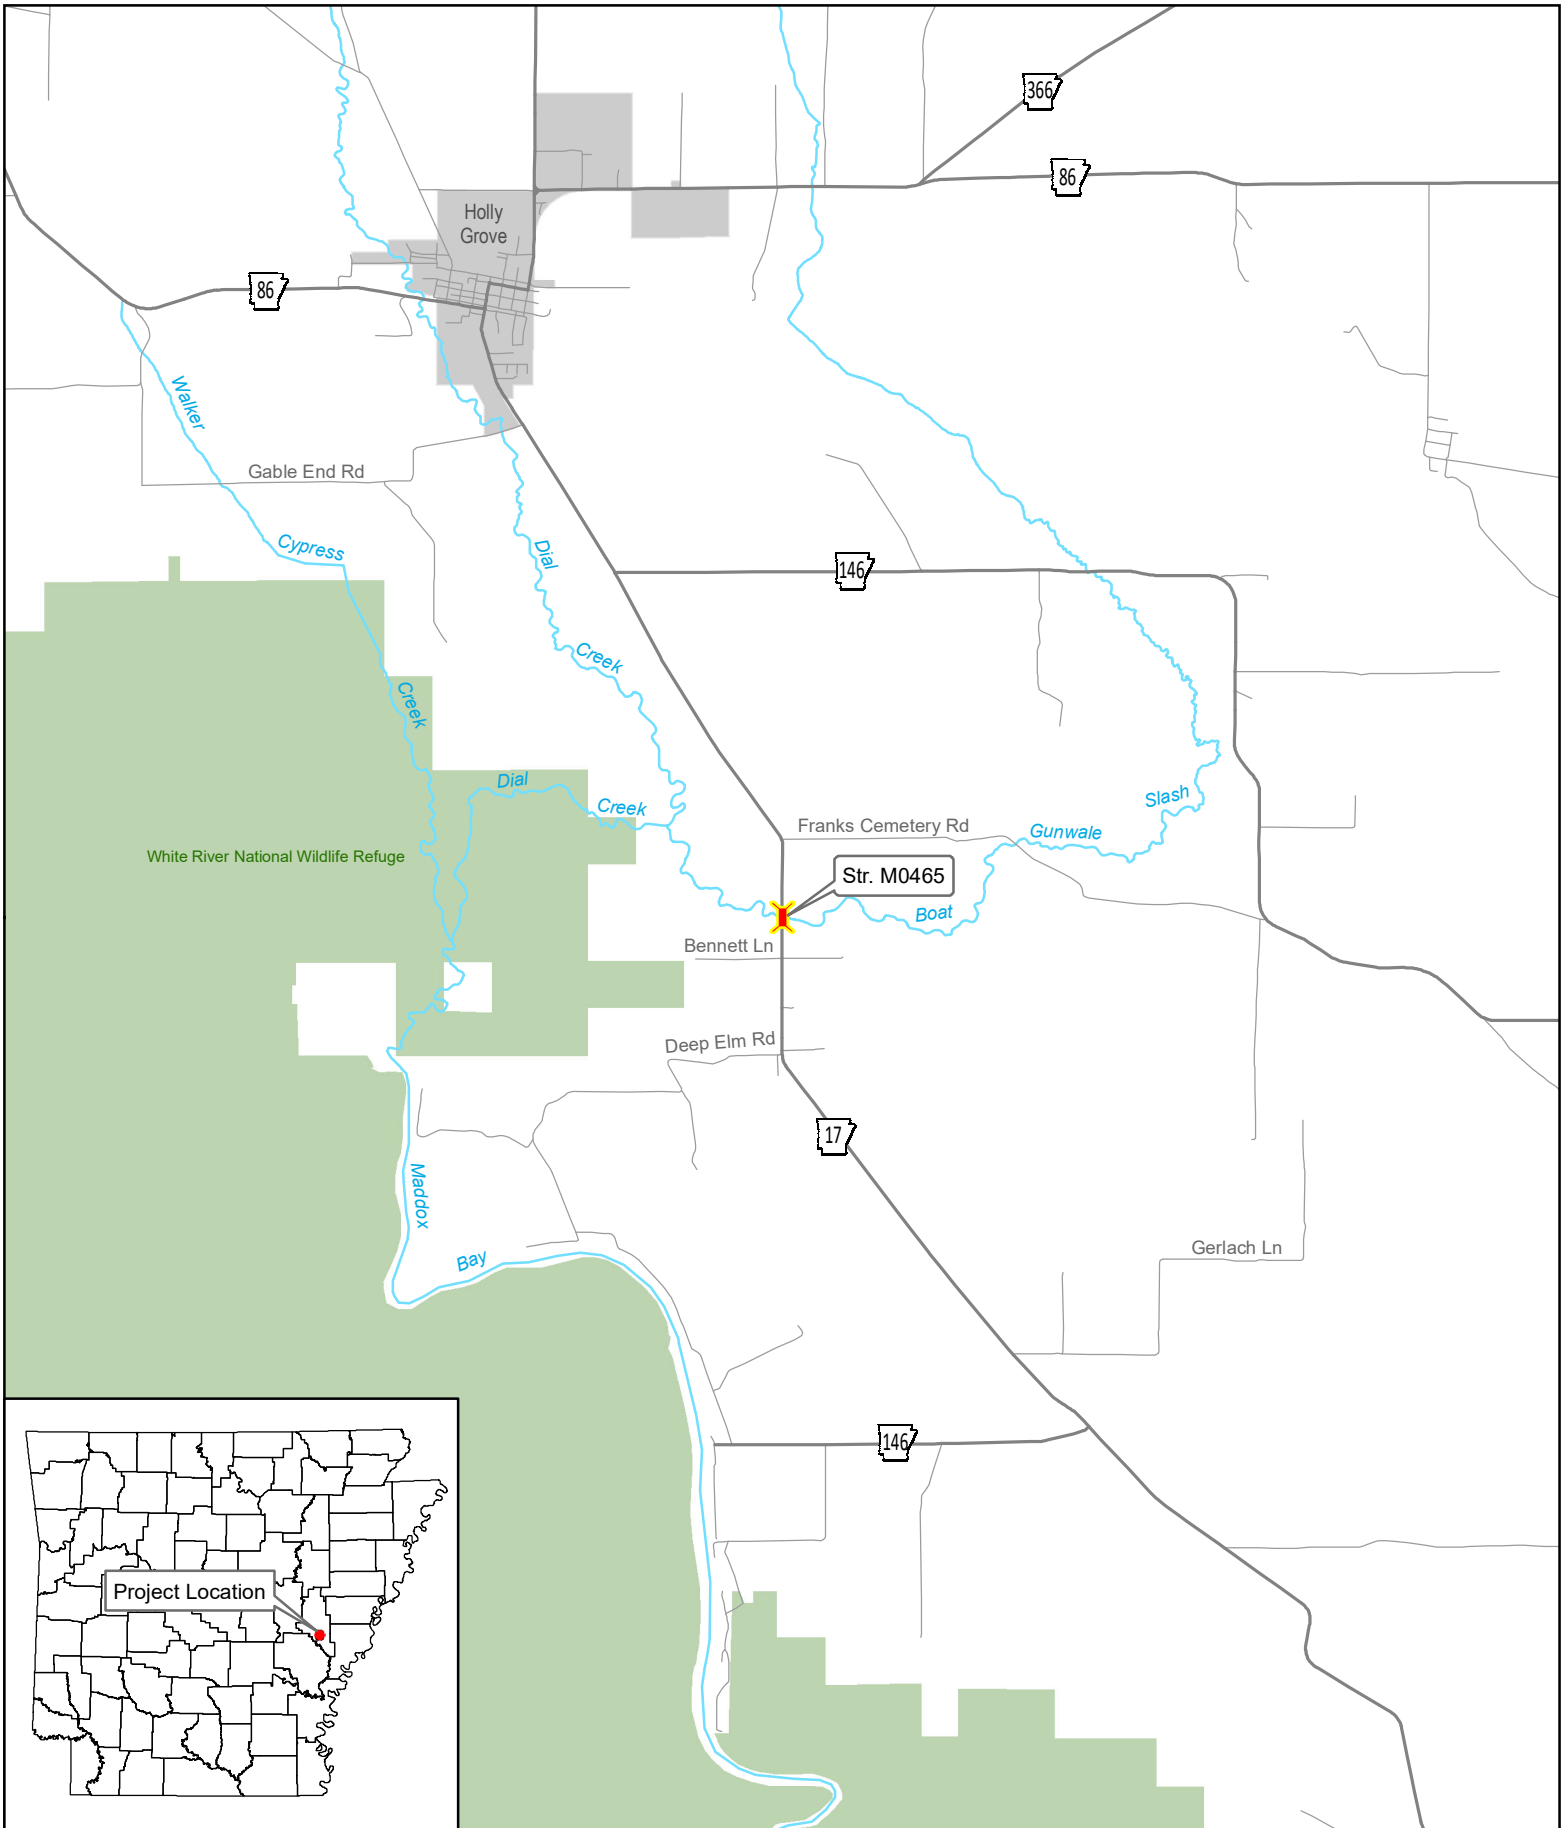 366
86
Holly
Grove
86
Walker
Gable End Rd
Cypress
Dial
146
Creek
Creek
Dial
Creek
Slash
Franks Cemetery Rd
Gunwale
White River National Wildlife Refuge
Str. M0465
Boat
Bennett Ln
Deep Elm Rd
17
Maddox
Bay
Gerlach Ln
146
Project Location